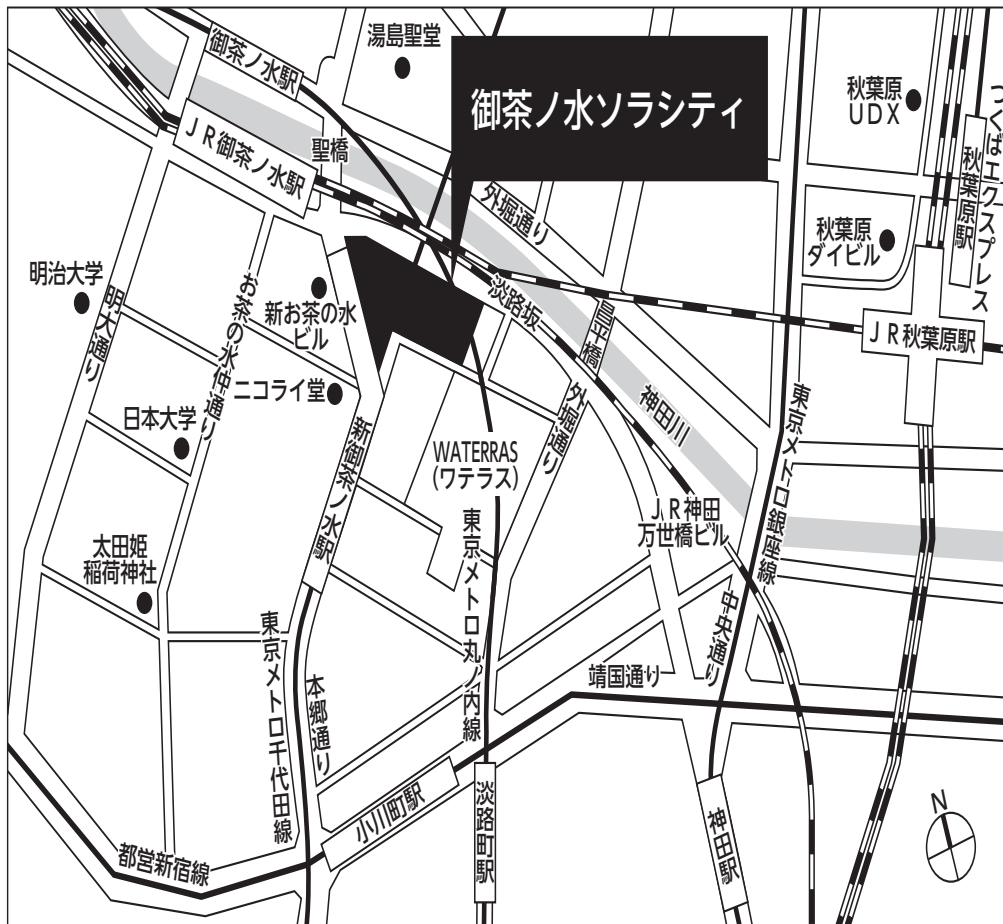 御茶ノ水駅
湯島聖堂
御茶ノ水ソラシティ
秋葉原
UDX
つくばエクスプレス
秋葉原駅
JR御茶ノ水駅
聖橋
外堀通り
秋葉原
ダイビル
明治大学
明大通り
お茶の水仲通り
新お茶の水
ビル
淡路坂
昌平橋
JR秋葉原駅
ニコライ堂
日本大学
新御茶ノ水駅
WATERRAS
(ワテラス)
外堀通り
神田川
東京メトロ銀座線
JR神田
万世橋ビル
太田姫
稲荷神社
東京メトロ丸ノ内線
中央通り
靖国通り
東京メトロ千代田線
本郷通り
小川町駅
淡路町駅
神田駅
都営新宿線
N